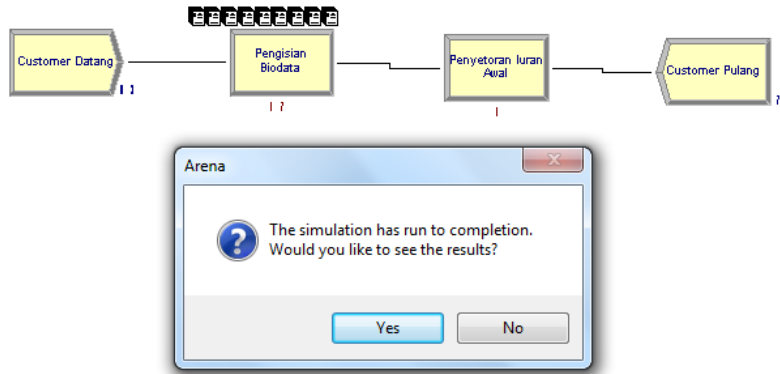 Customer Datang
Pengisian
Biodata
Penyetoran Iuran
Awal
Customer Pulang
Arena
The simulation has run to completion.
Would you like to see the results?
Yes
No